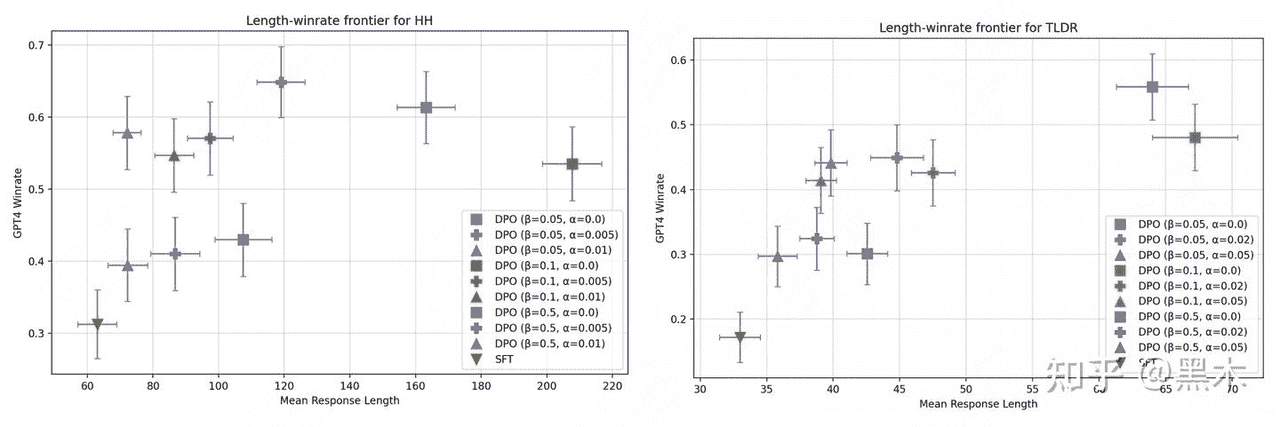 Length-winrate frontier for HH
0.7
0.6
0.5
0.4
0.3
GPT4 Winrate
60 80 100 120 140 160 180 200 220
Mean Response Length
DPO (β=0.05, α=0.0)
DPO (β=0.05, α=0.005)
DPO (β=0.05, α=0.01)
DPO (β=0.1, α=0.0)
DPO (β=0.1, α=0.005)
DPO (β=0.1, α=0.01)
DPO (β=0.5, α=0.0)
DPO (β=0.5, α=0.005)
DPO (β=0.5, α=0.01)
SFT
Length-winrate frontier for TLDR
0.6
0.5
0.4
0.3
0.2
GPT4 Winrate
30 35 40 45 50 55 60 65 70
Mean Response Length
DPO (β=0.05, α=0.0)
DPO (β=0.05, α=0.02)
DPO (β=0.05, α=0.05)
DPO (β=0.1, α=0.0)
DPO (β=0.1, α=0.02)
DPO (β=0.1, α=0.05)
DPO (β=0.5, α=0.0)
DPO (β=0.5, α=0.02)
DPO (β=0.5, α=0.05)
SFT
知乎 @黑木